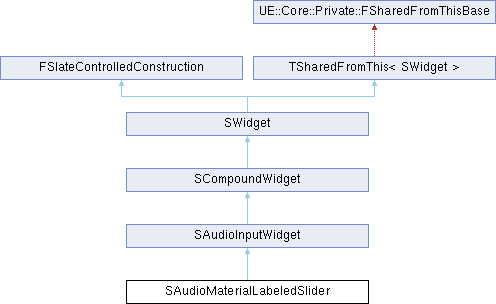 UE::Core::Private::FSharedFromThisBase
FSlateControlledConstruction
TSharedFromThis< SWidget >
SWidget
SCompoundWidget
SAudioInputWidget
SAudioMaterialLabeledSlider